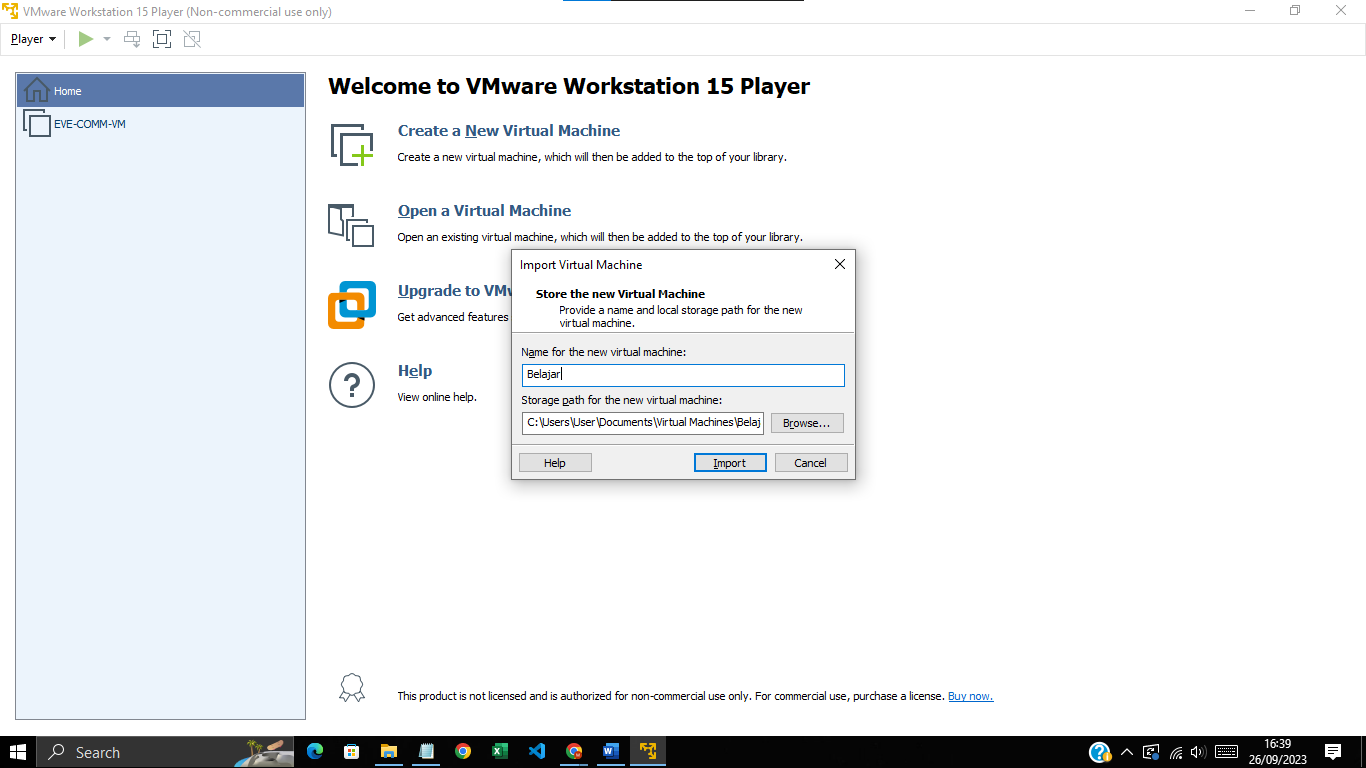 VMware Workstation 15 Player (Non-commercial use only)
Player
Home
EVE-COMM-VM
Welcome to VMware Workstation 15 Player
Create a New Virtual Machine
Create a new virtual machine, which will then be added to the top of your library.
Open a Virtual Machine
Open an existing virtual machine, which will then be added to the top of your library.
Upgrade to VMw
Get advanced features
Help
View online help.
Import Virtual Machine
Store the new Virtual Machine
Provide a name and local storage path for the new
virtual machine.
Name for the new virtual machine:
Belajar
Storage path for the new virtual machine:
C:\Users\User\Documents\Virtual Machines\Belaj
Browse...
Help
Import
Cancel
This product is not licensed and is authorized for non-commercial use only. For commercial use, purchase a license. Buy now.
Search
16:39
26/09/2023